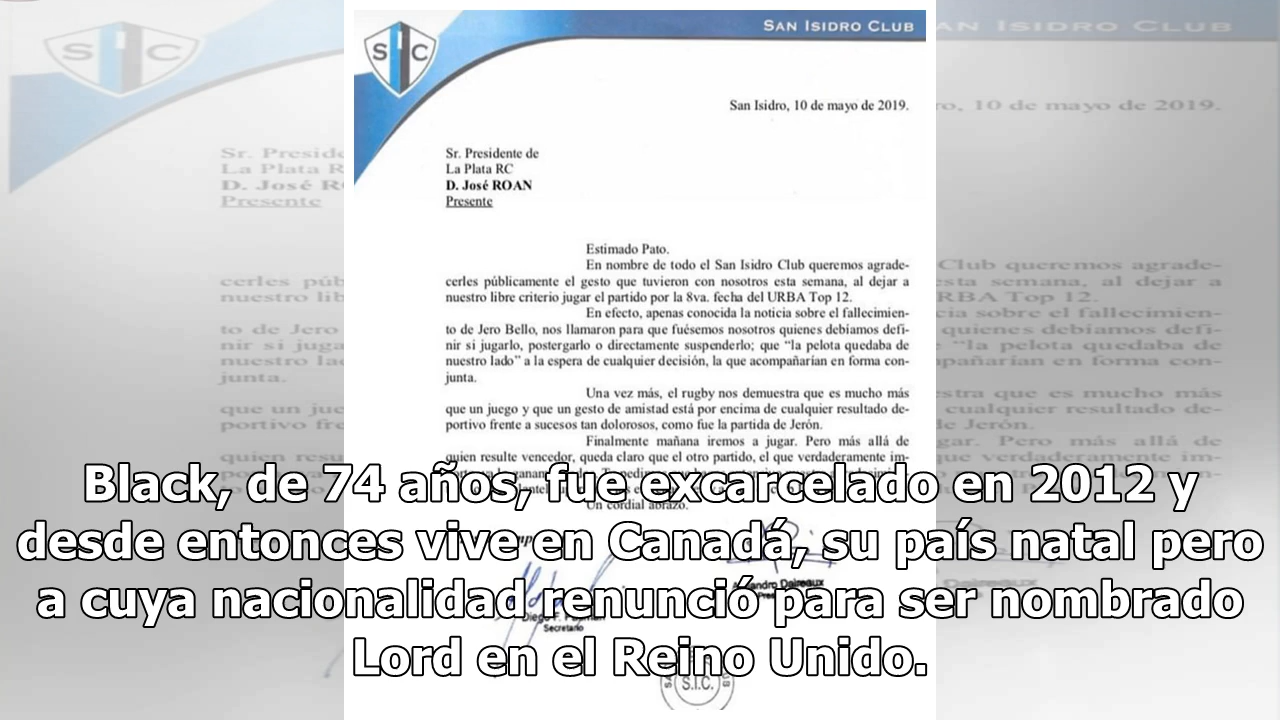 SAN ISIDRO CLUB
SIC
San Isidro, 10 de mayo de 2019.
Sr. Presidente de
La Plata RC
D. José ROAN
Presente
Estimado Pato.
En nombre de todo el San Isidro Club queremos agrade-
cerles públicamente el gesto que tuvieron con nosotros esta semana, al dejar a
nuestro libre criterio jugar el partido por la 8va. fecha del URBA Top 12.
En efecto, apenas conocida la noticia sobre el fallecimien-
to de Jero Bello, nos llamaron para que fuésemos nosotros quienes debíamos defi-
nir si jugarlo, postergarlo o directamente suspenderlo; que “la pelota quedaba de
nuestro lado” a la espera de cualquier decisión, la que acompañarían en forma con-
junta.
Una vez más, el rugby nos demuestra que es mucho más
que un juego y que un gesto de amistad está por encima de cualquier resultado de-
portivo frente a sucesos tan dolorosos, como fue la partida de Jerón.
Finalmente mañana iremos a jugar. Pero más allá de
quien resulte vencedor, queda claro que el otro partido, el que verdaderamente im-
Un cordial abrazo.
Black, de 74 años, fue excarcelado en 2012 y
desde entonces vive en Canadá, su país natal pero
a cuya nacionalidad renunció para ser nombrado
Lord en el Reino Unido.
Daireaux
Diego F.
Secretario
S.I.C.